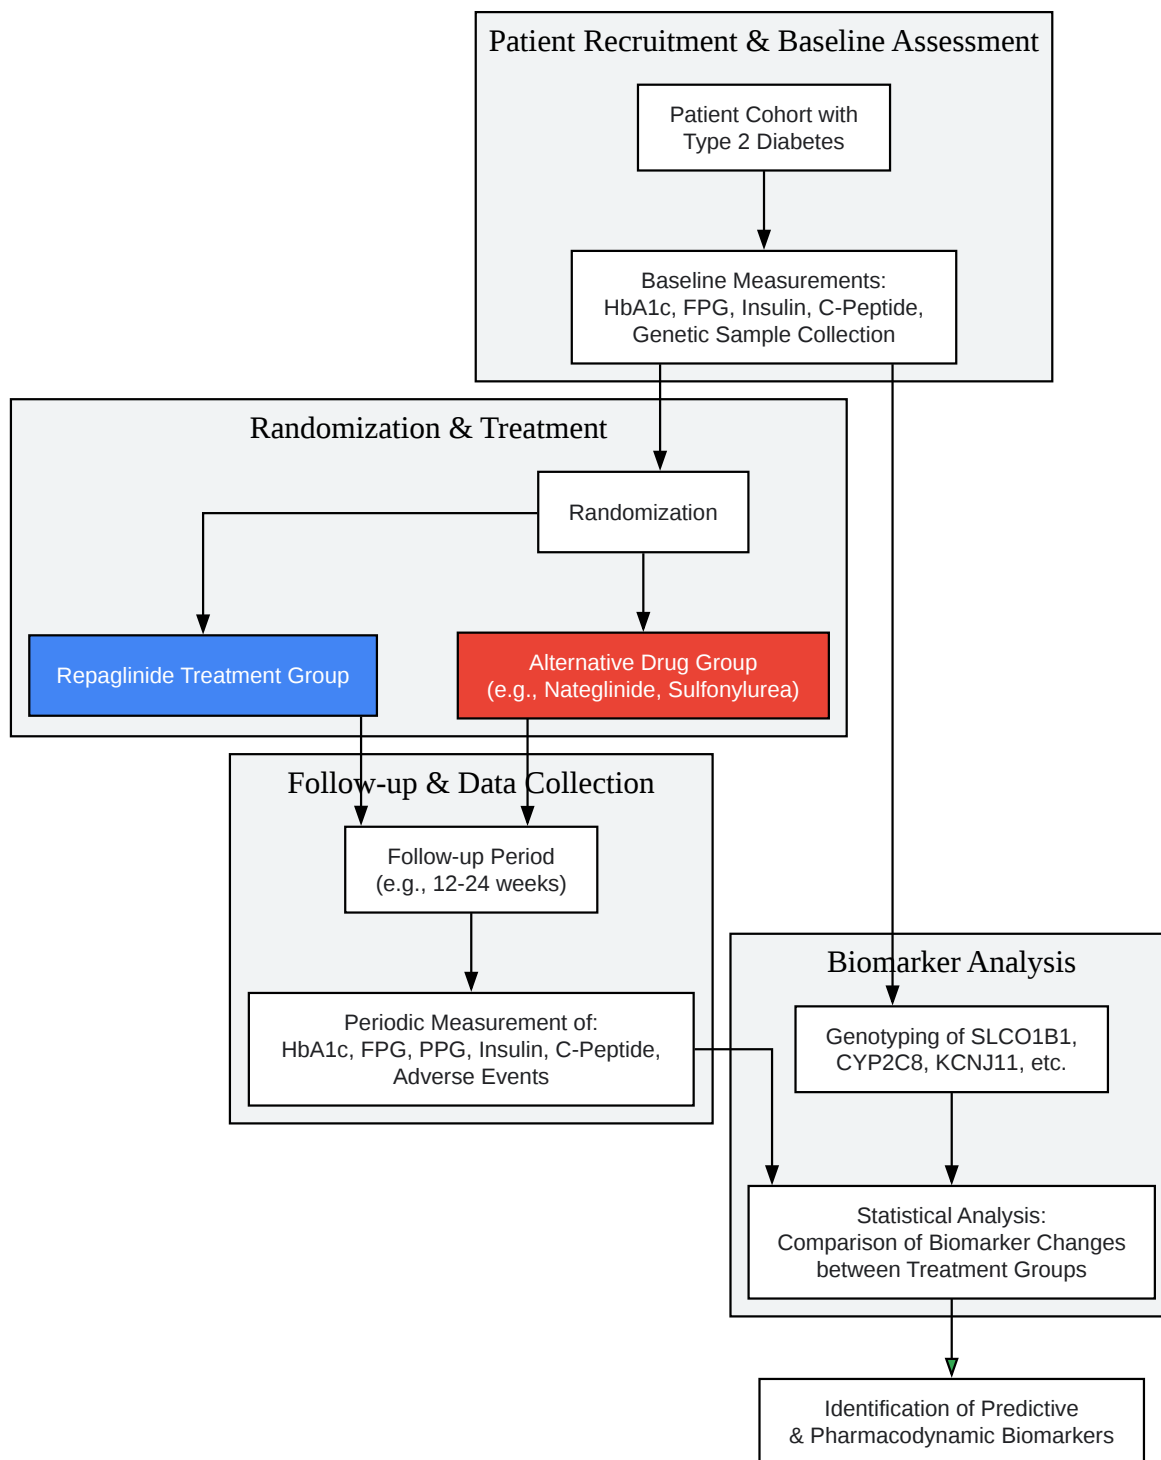 Patient Recruitment & Baseline Assessment
Patient Cohort with
Type 2 Diabetes
Baseline Measurements:
HbA1c, FPG, Insulin, C-Peptide,
Genetic Sample Collection
Randomization & Treatment
Randomization
Repaglinide Treatment Group
Alternative Drug Group
(e.g., Nateglinide, Sulfonylurea)
Follow-up & Data Collection
Follow-up Period
(e.g., 12-24 weeks)
Periodic Measurement of:
HbA1c, FPG, PPG, Insulin, C-Peptide,
Adverse Events
Biomarker Analysis
Genotyping of SLCO1B1,
CYP2C8, KCNJ11, etc.
Statistical Analysis:
Comparison of Biomarker Changes
between Treatment Groups
Identification of Predictive
& Pharmacodynamic Biomarkers